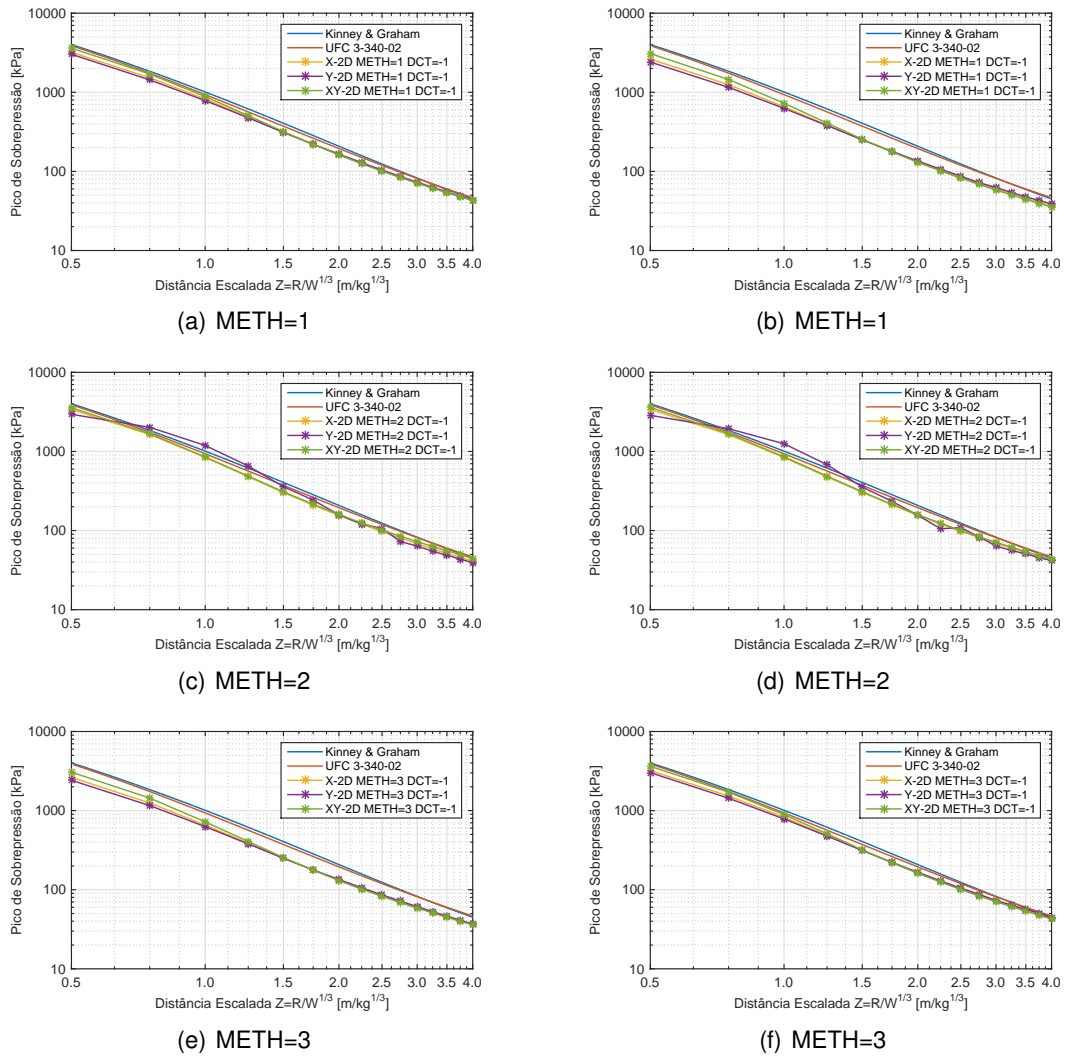 10000
1000
100
10
Pico de Sobrepressão [kPa]
Kinney & Graham
UFC 3-340-02
X-2D METH=1 DCT=-1
Y-2D METH=1 DCT=-1
XY-2D METH=1 DCT=-1
0.5 1.0 1.5 2.0 2.5 3.0 3.5 4.0
Distância Escalada Z=R/W^1/3 [m/kg^1/3]
(a) METH=1
10000
1000
100
10
Pico de Sobrepressão [kPa]
Kinney & Graham
UFC 3-340-02
X-2D METH=1 DCT=-1
Y-2D METH=1 DCT=-1
XY-2D METH=1 DCT=-1
0.5 1.0 1.5 2.0 2.5 3.0 3.5 4.0
Distância Escalada Z=R/W^1/3 [m/kg^1/3]
(b) METH=1
10000
1000
100
10
Pico de Sobrepressão [kPa]
Kinney & Graham
UFC 3-340-02
X-2D METH=2 DCT=-1
Y-2D METH=2 DCT=-1
XY-2D METH=2 DCT=-1
0.5 1.0 1.5 2.0 2.5 3.0 3.5 4.0
Distância Escalada Z=R/W^1/3 [m/kg^1/3]
(c) METH=2
10000
1000
100
10
Pico de Sobrepressão [kPa]
Kinney & Graham
UFC 3-340-02
X-2D METH=2 DCT=-1
Y-2D METH=2 DCT=-1
XY-2D METH=2 DCT=-1
0.5 1.0 1.5 2.0 2.5 3.0 3.5 4.0
Distância Escalada Z=R/W^1/3 [m/kg^1/3]
(d) METH=2
10000
1000
100
10
Pico de Sobrepressão [kPa]
Kinney & Graham
UFC 3-340-02
X-2D METH=3 DCT=-1
Y-2D METH=3 DCT=-1
XY-2D METH=3 DCT=-1
0.5 1.0 1.5 2.0 2.5 3.0 3.5 4.0
Distância Escalada Z=R/W^1/3 [m/kg^1/3]
(e) METH=3
10000
1000
100
10
Pico de Sobrepressão [kPa]
Kinney & Graham
UFC 3-340-02
X-2D METH=3 DCT=-1
Y-2D METH=3 DCT=-1
XY-2D METH=3 DCT=-1
0.5 1.0 1.5 2.0 2.5 3.0 3.5 4.0
Distância Escalada Z=R/W^1/3 [m/kg^1/3]
(f) METH=3